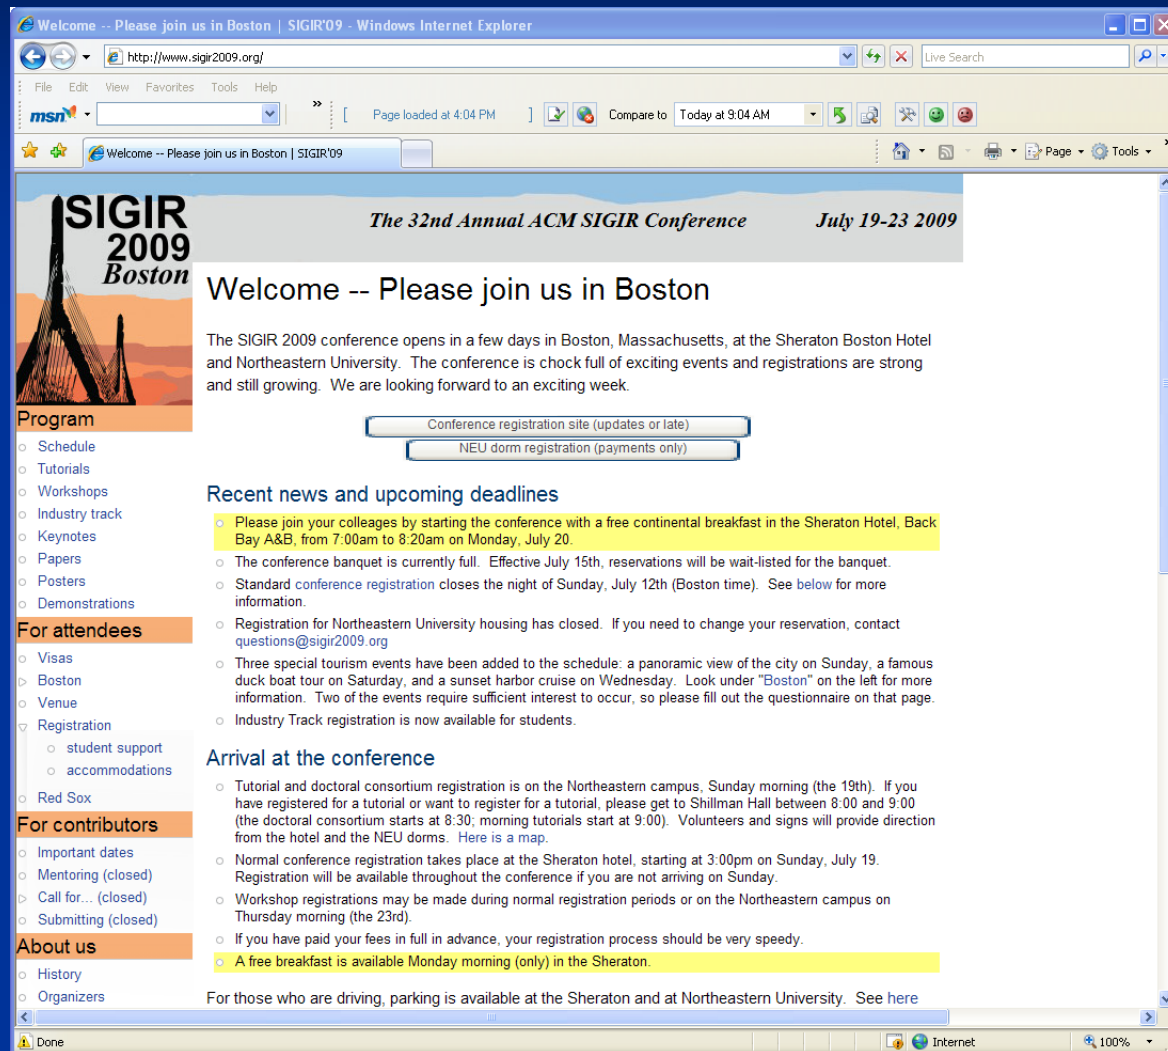 Welcome -- Please join us in Boston | SIGIR'09 - Windows Internet Explorer
http://www.sigir2009.org/
Live Search
File Edit View Favorites Tools Help
msn
» [ Page loaded at 4:04 PM ] Compare to Today at 9:04 AM
Welcome -- Please join us in Boston | SIGIR'09
Page Tools »
SIGIR
2009
Boston
The 32nd Annual ACM SIGIR Conference July 19-23 2009
Welcome -- Please join us in Boston
The SIGIR 2009 conference opens in a few days in Boston, Massachusetts, at the Sheraton Boston Hotel
and Northeastern University. The conference is chock full of exciting events and registrations are strong
and still growing. We are looking forward to an exciting week.
Conference registration site (updates or late)
NEU dorm registration (payments only)
Program
Schedule
Tutorials
Workshops
Industry track
Keynotes
Papers
Posters
Demonstrations
For attendees
Visas
Boston
Venue
Registration
student support
accommodations
Red Sox
For contributors
Important dates
Mentoring (closed)
Call for... (closed)
Submitting (closed)
About us
History
Organizers
Recent news and upcoming deadlines
Please join your colleages by starting the conference with a free continental breakfast in the Sheraton Hotel, Back
Bay A&B, from 7:00am to 8:20am on Monday, July 20.
The conference banquet is currently full. Effective July 15th, reservations will be wait-listed for the banquet.
Standard conference registration closes the night of Sunday, July 12th (Boston time). See below for more
information.
Registration for Northeastern University housing has closed. If you need to change your reservation, contact
questions@sigir2009.org
Three special tourism events have been added to the schedule: a panoramic view of the city on Sunday, a famous
duck boat tour on Saturday, and a sunset harbor cruise on Wednesday. Look under "Boston" on the left for more
information. Two of the events require sufficient interest to occur, so please fill out the questionnaire on that page.
Industry Track registration is now available for students.
Arrival at the conference
Tutorial and doctoral consortium registration is on the Northeastern campus, Sunday morning (the 19th). If you
have registered for a tutorial or want to register for a tutorial, please get to Shillman Hall between 8:00 and 9:00
(the doctoral consortium starts at 8:30; morning tutorials start at 9:00). Volunteers and signs will provide direction
from the hotel and the NEU dorms. Here is a map.
Normal conference registration takes place at the Sheraton hotel, starting at 3:00pm on Sunday, July 19.
Registration will be available throughout the conference if you are not arriving on Sunday.
Workshop registrations may be made during normal registration periods or on the Northeastern campus on
Thursday morning (the 23rd).
If you have paid your fees in full in advance, your registration process should be very speedy.
A free breakfast is available Monday morning (only) in the Sheraton.
For those who are driving, parking is available at the Sheraton and at Northeastern University. See here
Done
Internet
100%